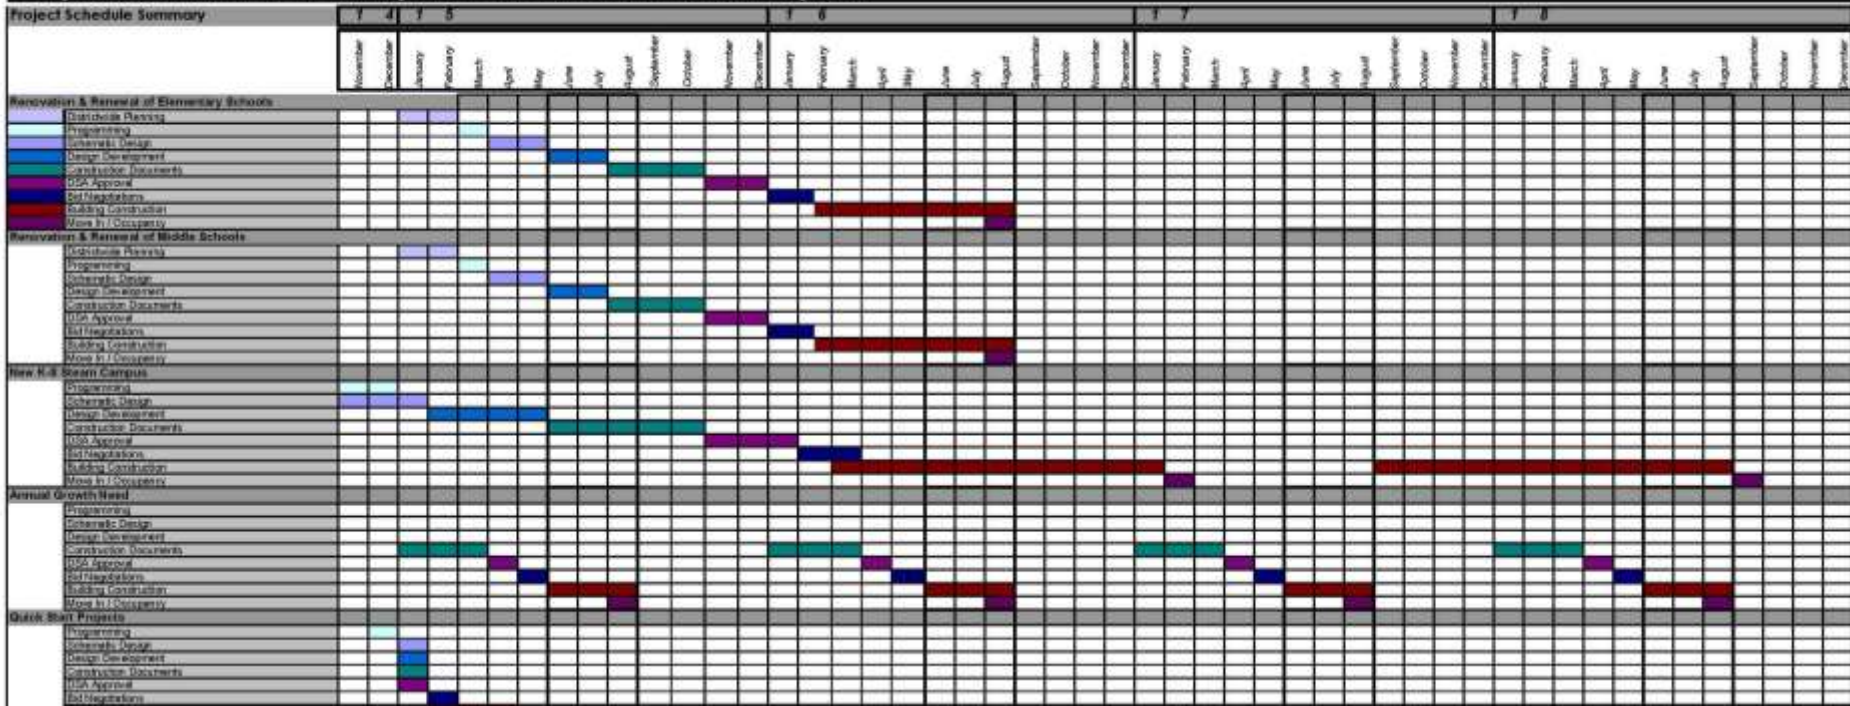 Project Schedule Summary 1 4 1 5 1 6 1 7 1 8
November December January February March April May June July August September October November December January February March April May June July August September October November December January February March April May June July August September October November December January February March April May June July August September October November December
Renovation & Renewal of Elementary Schools
Districtwide Planning
Programming
Schematic Design
Design Development
Construction Documents
DSA Approval
Bid Negotiations
Building Construction
Move In / Occupancy
Renovation & Renewal of Middle Schools
Districtwide Planning
Programming
Schematic Design
Design Development
Construction Documents
DSA Approval
Bid Negotiations
Building Construction
Move In / Occupancy
New K-8 Steam Campus
Programming
Schematic Design
Design Development
Construction Documents
DSA Approval
Bid Negotiations
Building Construction
Move In / Occupancy
Annual Growth Need
Programming
Schematic Design
Design Development
Construction Documents
DSA Approval
Bid Negotiations
Building Construction
Move In / Occupancy
Quick Start Projects
Programming
Schematic Design
Design Development
Construction Documents
DSA Approval
Bid Negotiations